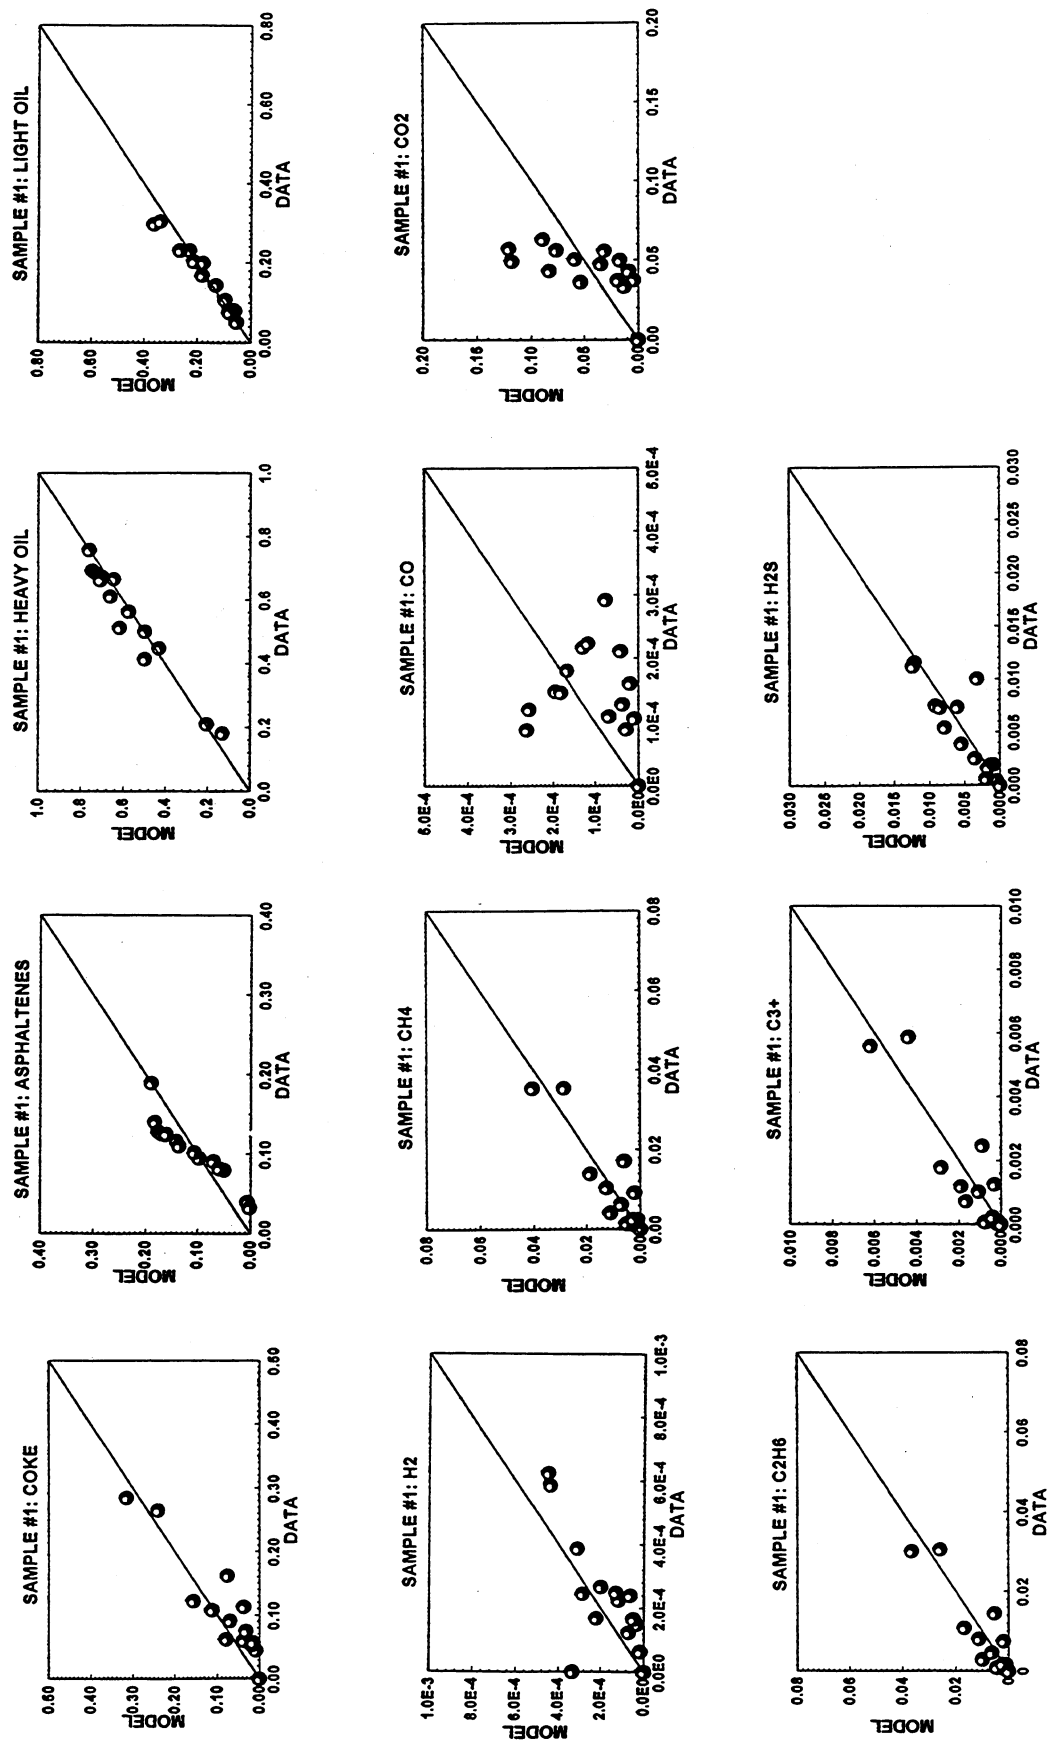 SAMPLE #1: COKE
0.60
0.40
0.30
0.20
0.10
0.00
MODEL
0.00 0.10 0.20 0.30 0.40 0.60
DATA
SAMPLE #1: ASPHALTENES
0.40
0.30
0.20
0.10
0.00
MODEL
0.00 0.10 0.20 0.30 0.40
DATA
SAMPLE #1: HEAVY OIL
1.0
0.8
0.6
0.4
0.2
0.0
MODEL
0.0 0.2 0.4 0.6 0.8 1.0
DATA
SAMPLE #1: LIGHT OIL
0.80
0.60
0.40
0.20
0.00
MODEL
0.00 0.20 0.40 0.60 0.80
DATA
SAMPLE #1: H2
1.0E-3
8.0E-4
6.0E-4
4.0E-4
2.0E-4
0.0E0
MODEL
0.0E0 2.0E-4 4.0E-4 6.0E-4 8.0E-4 1.0E-3
DATA
SAMPLE #1: CH4
0.08
0.06
0.04
0.02
0.00
MODEL
0.00 0.02 0.04 0.06 0.08
DATA
SAMPLE #1: CO
6.0E-4
4.0E-4
3.0E-4
2.0E-4
1.0E-4
0.0E0
MODEL
0.0E0 1.0E-4 2.0E-4 3.0E-4 4.0E-4 6.0E-4
DATA
SAMPLE #1: CO2
0.20
0.15
0.10
0.05
0.00
MODEL
0.00 0.05 0.10 0.15 0.20
DATA
SAMPLE #1: C2H6
0.08
0.06
0.04
0.02
MODEL
0 0.02 0.04 0.06 0.08
DATA
SAMPLE #1: C3+
0.010
0.008
0.006
0.004
0.002
0.000
MODEL
0.000 0.002 0.004 0.006 0.008 0.010
DATA
SAMPLE #1: H2S
0.030
0.025
0.020
0.015
0.010
0.005
0.000
MODEL
0.000 0.005 0.010 0.015 0.020 0.025 0.030
DATA